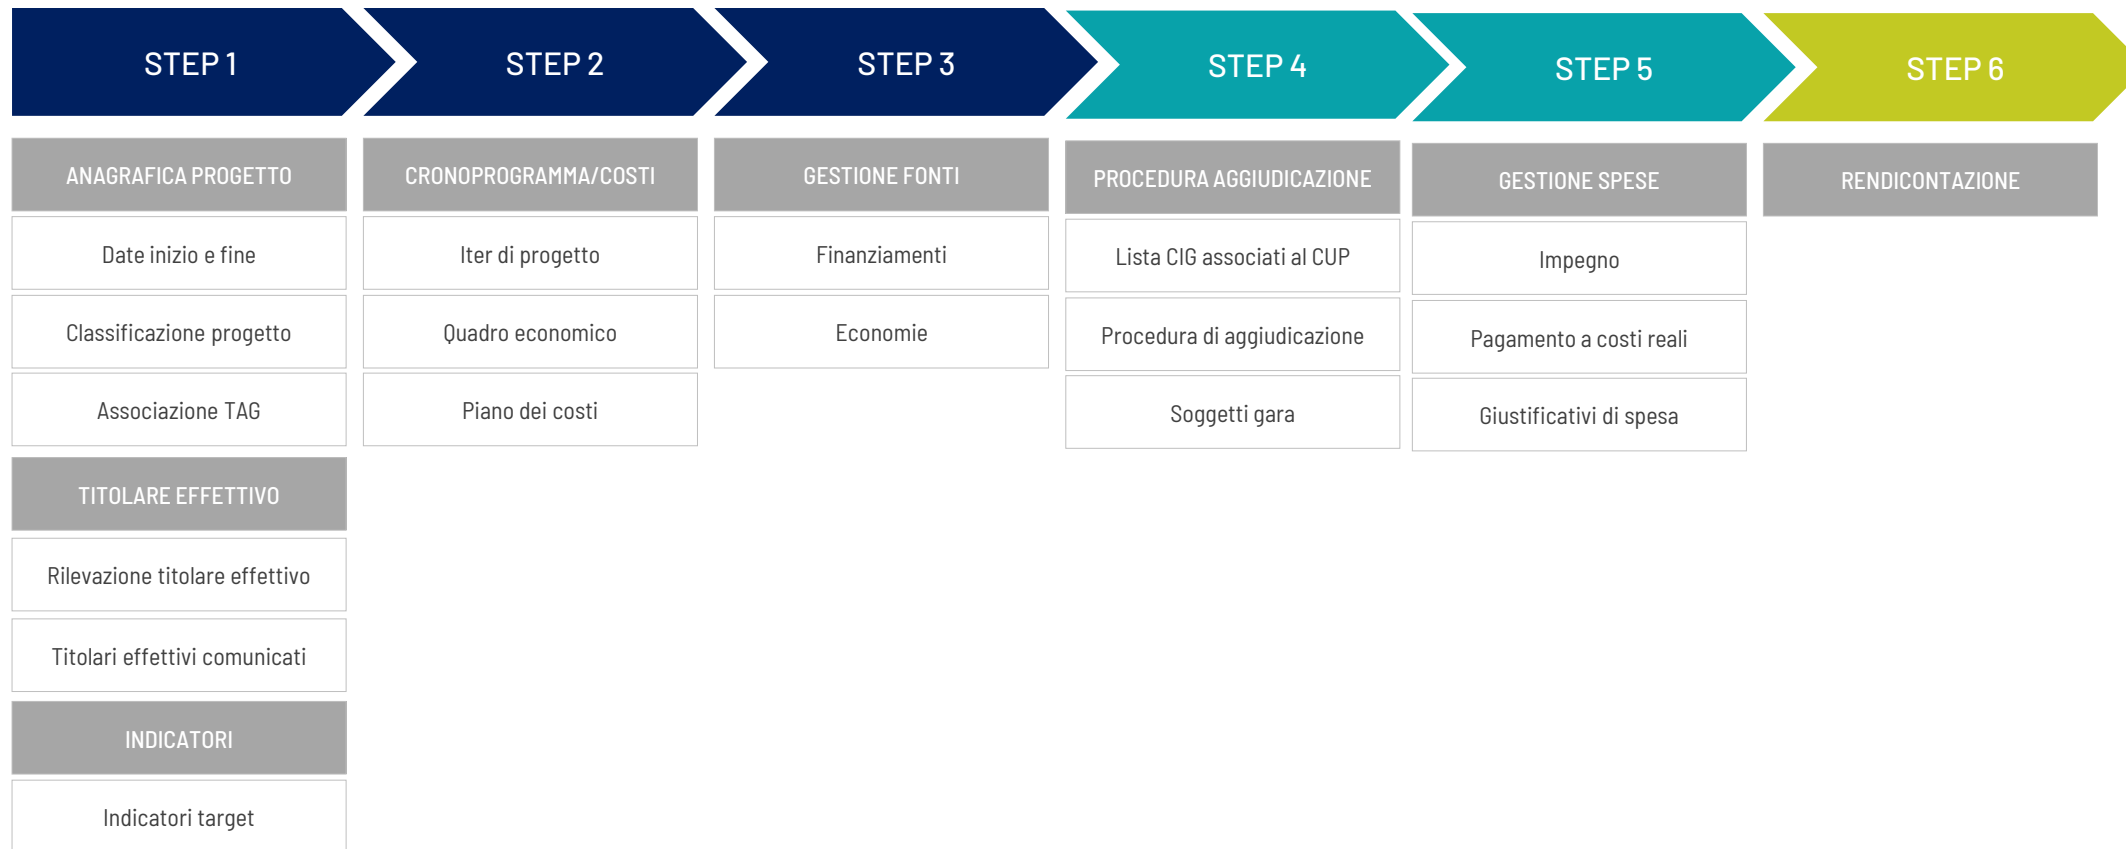 STEP 1
STEP 2
STEP 3
STEP 4
STEP 5
STEP 6
ANAGRAFICA PROGETTO
Date inizio e fine
Classificazione progetto
Associazione TAG
TITOLARE EFFETTIVO
Rilevazione titolare effettivo
Titolari effettivi comunicati
INDICATORI
Indicatori target
CRONOPROGRAMMA/COSTI
Iter di progetto
Quadro economico
Piano dei costi
GESTIONE FONTI
Finanziamenti
Economie
PROCEDURA AGGIUDICAZIONE
Lista CIG associati al CUP
Procedura di aggiudicazione
Soggetti gara
GESTIONE SPESE
Impegno
Pagamento a costi reali
Giustificativi di spesa
RENDICONTAZIONE